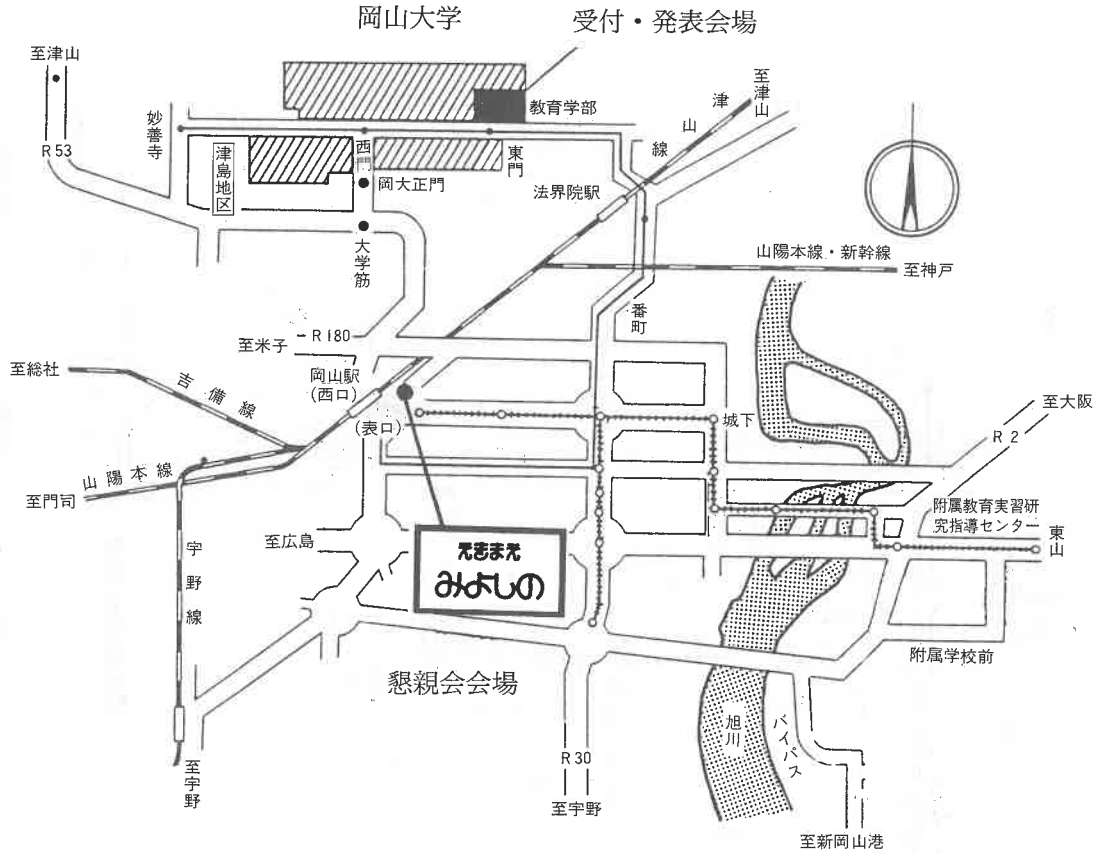 岡山大学
受付・発表会場
至津山
R53
妙善寺
津島地区
西門
東門
教育学部
岡大正門
大学筋
法界院駅
津山線
至津山
山陽本線・新幹線
至神戸
番町
R180
至米子
至総社
吉備線
岡山駅
(西口)
(表口)
城下
至大阪
R2
山陽本線
至門司
宇野線
至広島
えきまえ
みよしの
附属教育実習研
究指導センター
東山
附属学校前
懇親会会場
旭川
バイパス
R30
至宇野
至宇野
至新岡山港